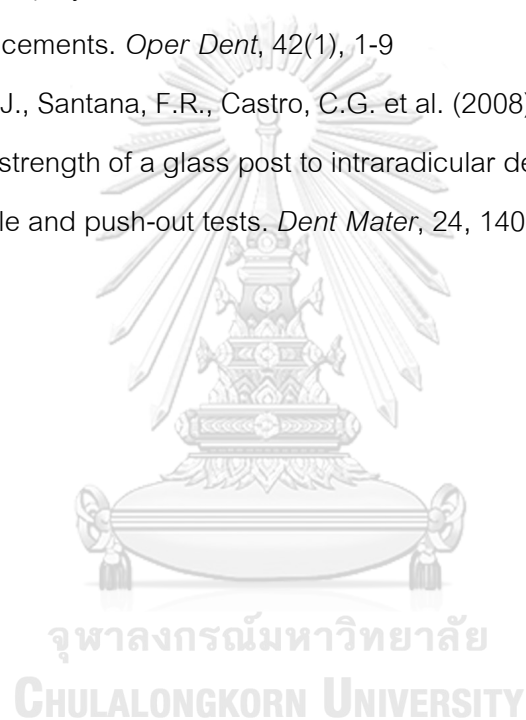 cements. Oper Dent, 42(1), 1-9
J., Santana, F.R., Castro, C.G. et al. (2008)
strength of a glass post to intraradicular de
le and push-out tests. Dent Mater, 24, 140
จุฬาลงกรณ์มหาวิทยาลัย
CHULALONGKORN UNIVERSITY